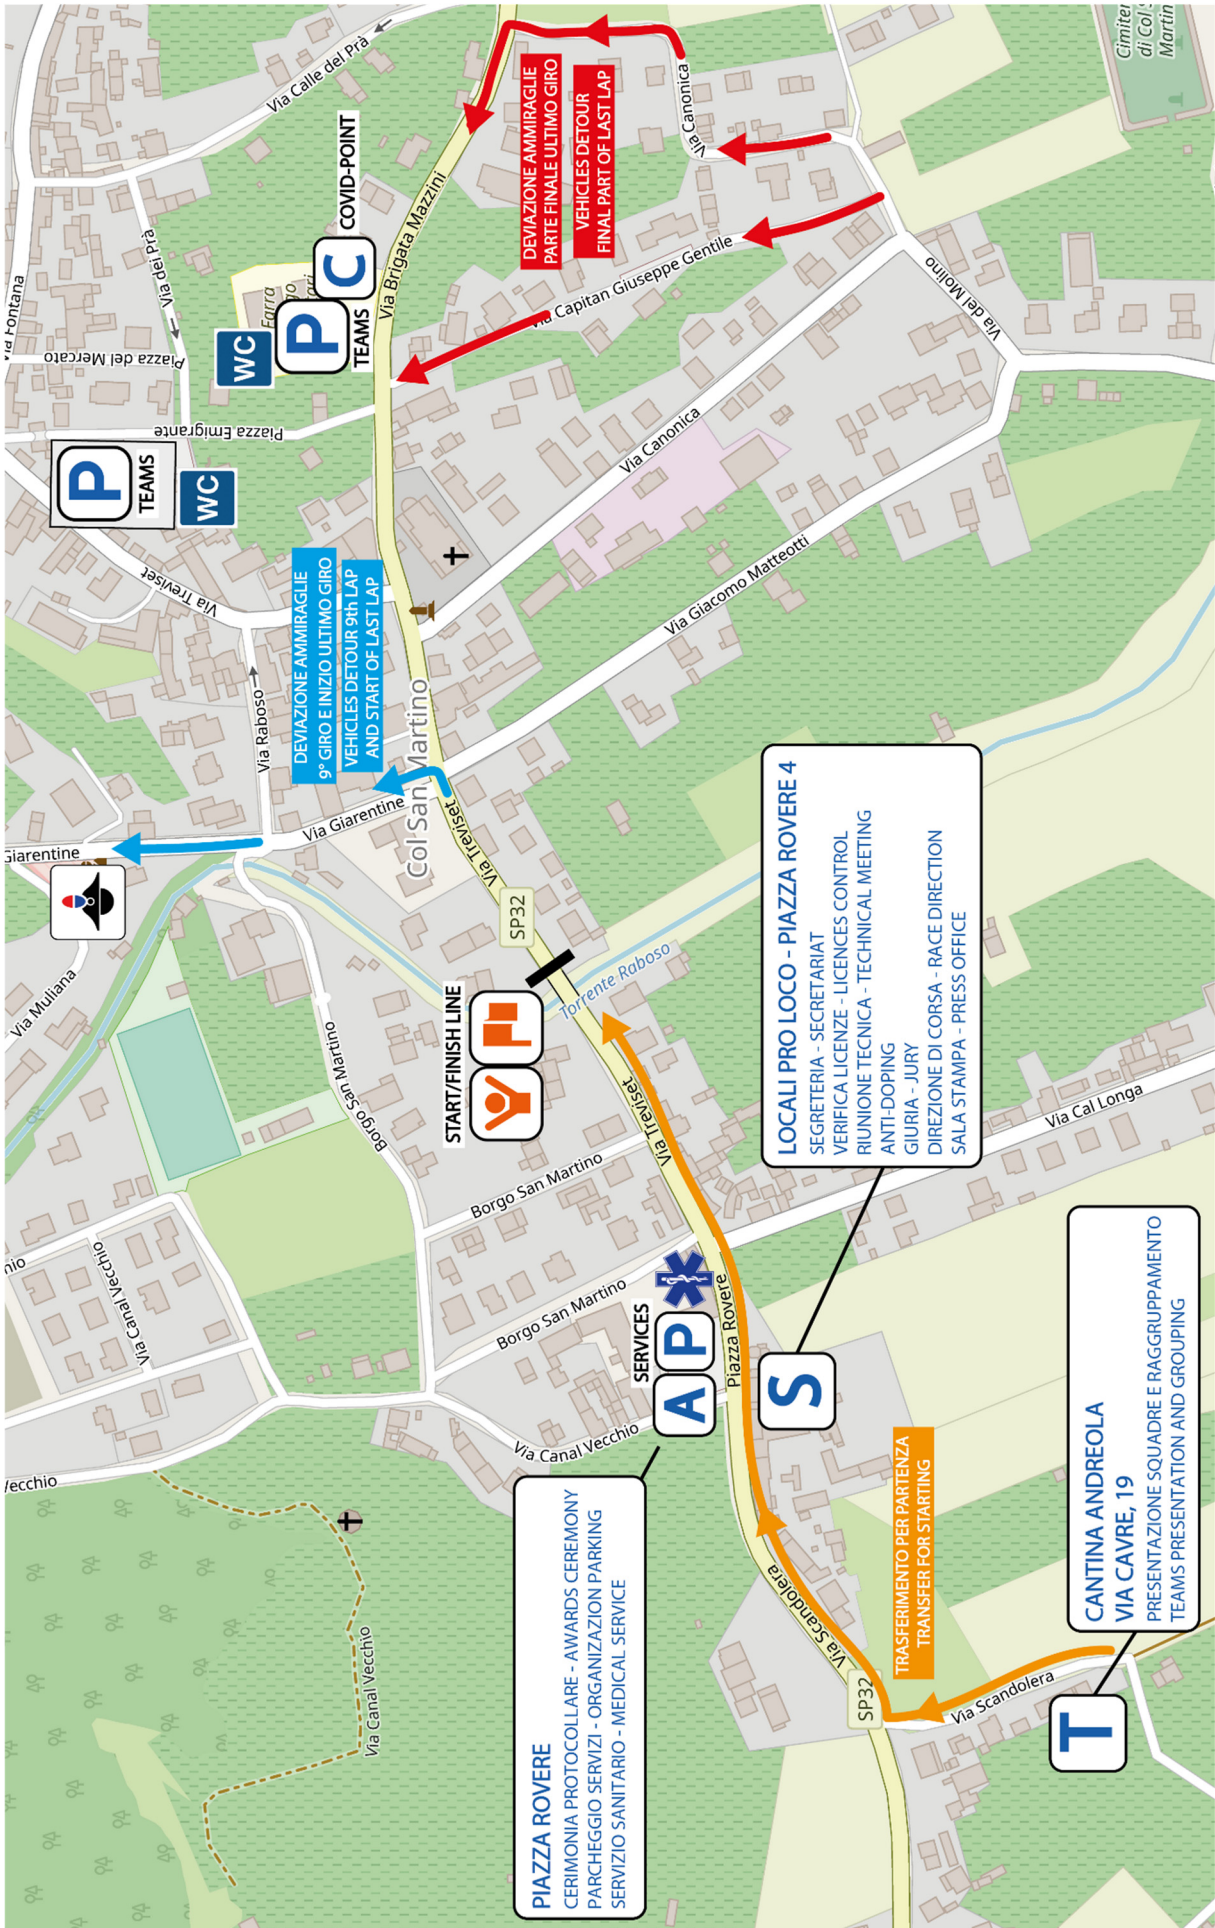 PIAZZA ROVERE
CERIMONIA PROTOCOLLARE - AWARDS CEREMONY
PARCHEGGIO SERVIZI - ORGANIZAZION PARKING
SERVIZIO SANITARIO - MEDICAL SERVICE
SERVICES
A
P
START/FINISH LINE
DEVIAZIONE AMMIRAGLIE
9° GIRO E INIZIO ULTIMO GIRO
VEHICLES DETOUR 9th LAP
AND START OF LAST LAP
P
TEAMS
WC
WC
P
TEAMS
C
COVID-POINT
DEVIAZIONE AMMIRAGLIE
PARTE FINALE ULTIMO GIRO
VEHICLES DETOUR
FINAL PART OF LAST LAP
S
LOCALI PRO LOCO - PIAZZA ROVERE 4
SEGRETERIA - SECRETARIAT
VERIFICA LICENZE - LICENCES CONTROL
RIUNIONE TECNICA - TECHNICAL MEETING
ANTI-DOPING
GIURIA - JURY
DIREZIONE DI CORSA - RACE DIRECTION
SALA STAMPA - PRESS OFFICE
TRASFERIMENTO PER PARTENZA
TRANSFER FOR STARTING
T
CANTINA ANDREOLA
VIA CAVRE, 19
PRESENTAZIONE SQUADRE E RAGGRUPPAMENTO
TEAMS PRESENTATION AND GROUPING
Vecchio
Via Canal Vecchio
Via Canal Vecchio
Via Canal Vecchio
Borgo San Martino
Borgo San Martino
Borgo San Martino
Via Muliana
Giarentine
Via Giarentine
Via Raboso
Via Treviset
Piazza Emigrante
Piazza del Mercato
Via dei Prà
Via Fontana
Via Calle del Prà
Via Brigata Mazzini
Via Canonica
Via Capitan Giuseppe Gentile
Via del Molino
Via Canonica
Via Giacomo Matteotti
Col San Martino
Via Treviset
SP32
Torrente Raboso
Via Treviset
Piazza Rovere
Via Cal Longa
Via Scandolera
SP32
Via Scandolera
Farra
Cimiter
di Col S
Martin